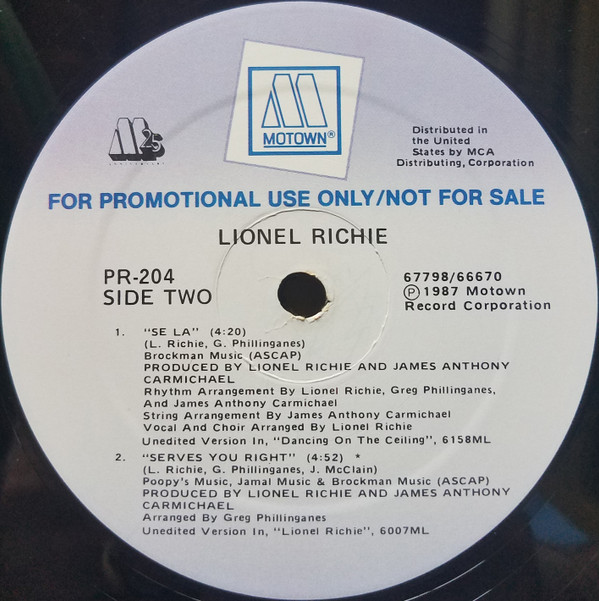 MOTOWN®
M25
Distributed in
the United
States by MCA
Distributing, Corporation
FOR PROMOTIONAL USE ONLY/NOT FOR SALE
LIONEL RICHIE
PR-204
SIDE TWO
67798/66670
Ⓟ1987 Motown
Record Corporation
1. "SE LA" (4:20)
(L. Richie, G. Phillinganes)
Brockman Music (ASCAP)
PRODUCED BY LIONEL RICHIE AND JAMES ANTHONY
CARMICHAEL
Rhythm Arrangement By Lionel Richie, Greg Phillinganes,
And James Anthony Carmichael
String Arrangement By James Anthony Carmichael
Vocal And Choir Arranged By Lionel Richie
Unedited Version In, "Dancing On The Ceiling", 6158ML
2. "SERVES YOU RIGHT" (4:52) *
(L. Richie, G. Phillinganes, J. McClain)
Poopy's Music, Jamal Music & Brockman Music (ASCAP)
PRODUCED BY LIONEL RICHIE AND JAMES ANTHONY
CARMICHAEL
Arranged By Greg Phillinganes
Unedited Version In, "Lionel Richie", 6007ML